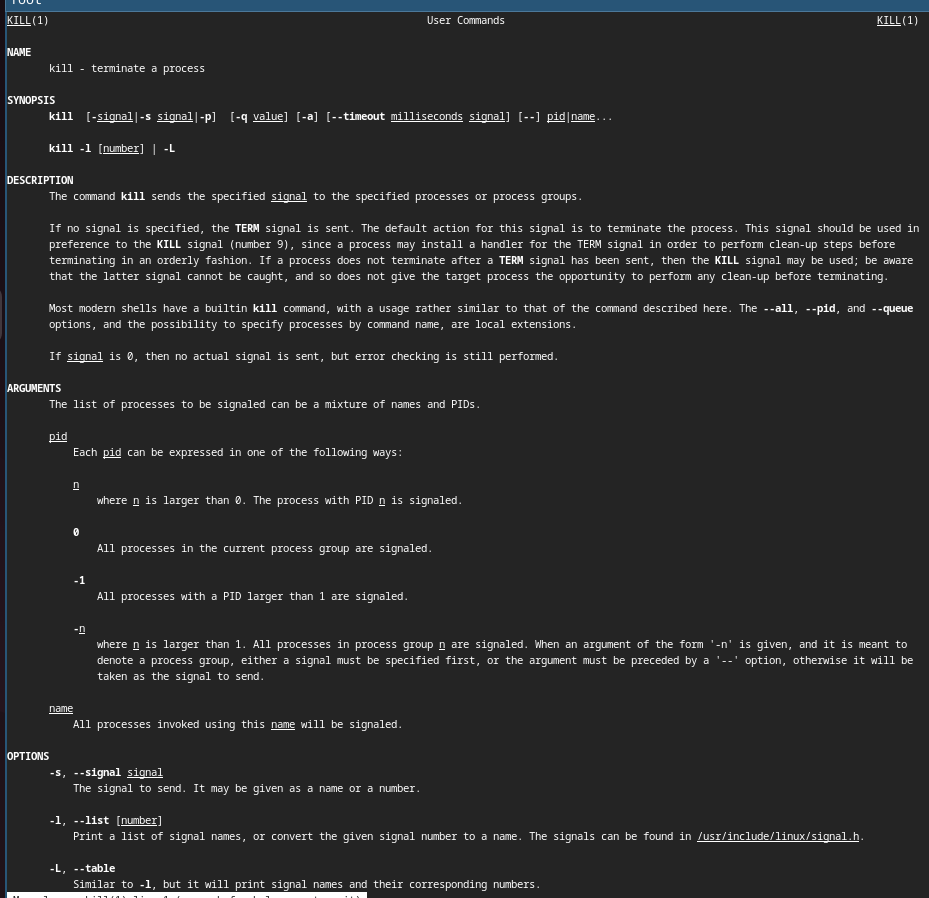 root
KILL(1) User Commands KILL(1)
NAME
kill - terminate a process
SYNOPSIS
kill [-signal|-s signal|-p] [-q value] [-a] [--timeout milliseconds signal] [--] pid|name...
kill -l [number] | -L
DESCRIPTION
The command kill sends the specified signal to the specified processes or process groups.
If no signal is specified, the TERM signal is sent. The default action for this signal is to terminate the process. This signal should be used in
preference to the KILL signal (number 9), since a process may install a handler for the TERM signal in order to perform clean-up steps before
terminating in an orderly fashion. If a process does not terminate after a TERM signal has been sent, then the KILL signal may be used; be aware
that the latter signal cannot be caught, and so does not give the target process the opportunity to perform any clean-up before terminating.
Most modern shells have a builtin kill command, with a usage rather similar to that of the command described here. The --all, --pid, and --queue
options, and the possibility to specify processes by command name, are local extensions.
If signal is 0, then no actual signal is sent, but error checking is still performed.
ARGUMENTS
The list of processes to be signaled can be a mixture of names and PIDs.
pid
Each pid can be expressed in one of the following ways:
n
where n is larger than 0. The process with PID n is signaled.
0
All processes in the current process group are signaled.
-1
All processes with a PID larger than 1 are signaled.
-n
where n is larger than 1. All processes in process group n are signaled. When an argument of the form '-n' is given, and it is meant to
denote a process group, either a signal must be specified first, or the argument must be preceded by a '--' option, otherwise it will be
taken as the signal to send.
name
All processes invoked using this name will be signaled.
OPTIONS
-s, --signal signal
The signal to send. It may be given as a name or a number.
-l, --list [number]
Print a list of signal names, or convert the given signal number to a name. The signals can be found in /usr/include/linux/signal.h.
-L, --table
Similar to -l, but it will print signal names and their corresponding numbers.